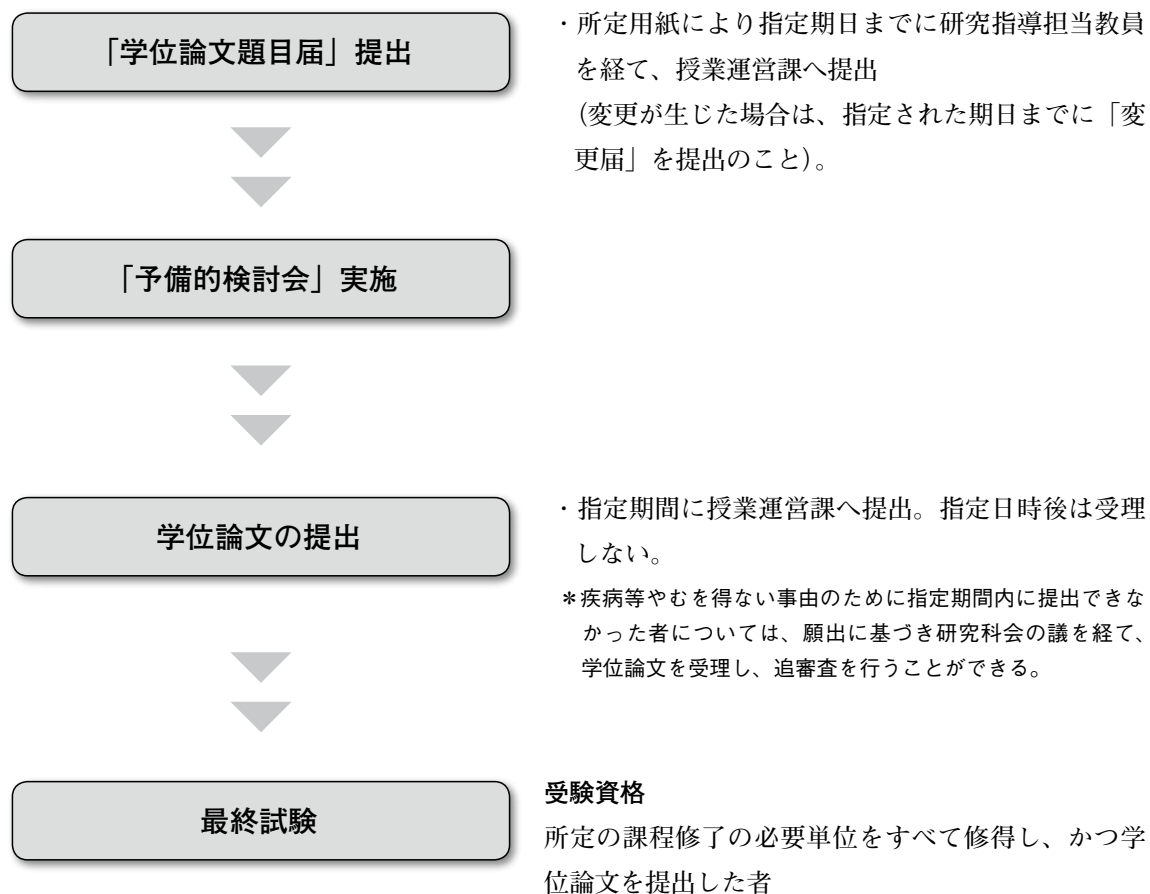 「学位論文題目届」提出
・所定用紙により指定期日までに研究指導担当教員
を経て、授業運営課へ提出
(変更が生じた場合は、指定された期日までに「変
更届」を提出のこと)。
「予備的検討会」実施
学位論文の提出
・指定期間に授業運営課へ提出。指定日時後は受理
しない。
*疾病等やむを得ない事由のために指定期間内に提出できな
かった者については、願出に基づき研究科会の議を経て、
学位論文を受理し、追審査を行うことができる。
最終試験
受験資格
所定の課程修了の必要単位をすべて修得し、かつ学
位論文を提出した者